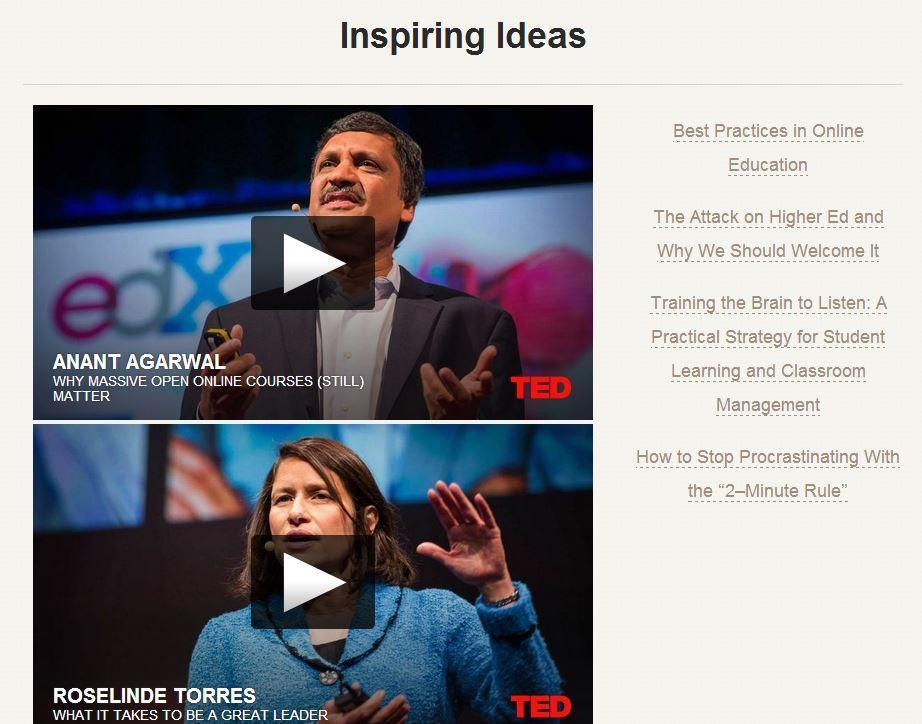 Inspiring Ideas
edX
ANANT AGARWAL
WHY MASSIVE OPEN ONLINE COURSES (STILL)
MATTER
TED
ROSELINDE TORRES
WHAT IT TAKES TO BE A GREAT LEADER
TED
Best Practices in Online
Education
The Attack on Higher Ed and
Why We Should Welcome It
Training the Brain to Listen: A
Practical Strategy for Student
Learning and Classroom
Management
How to Stop Procrastinating With
the “2–Minute Rule”